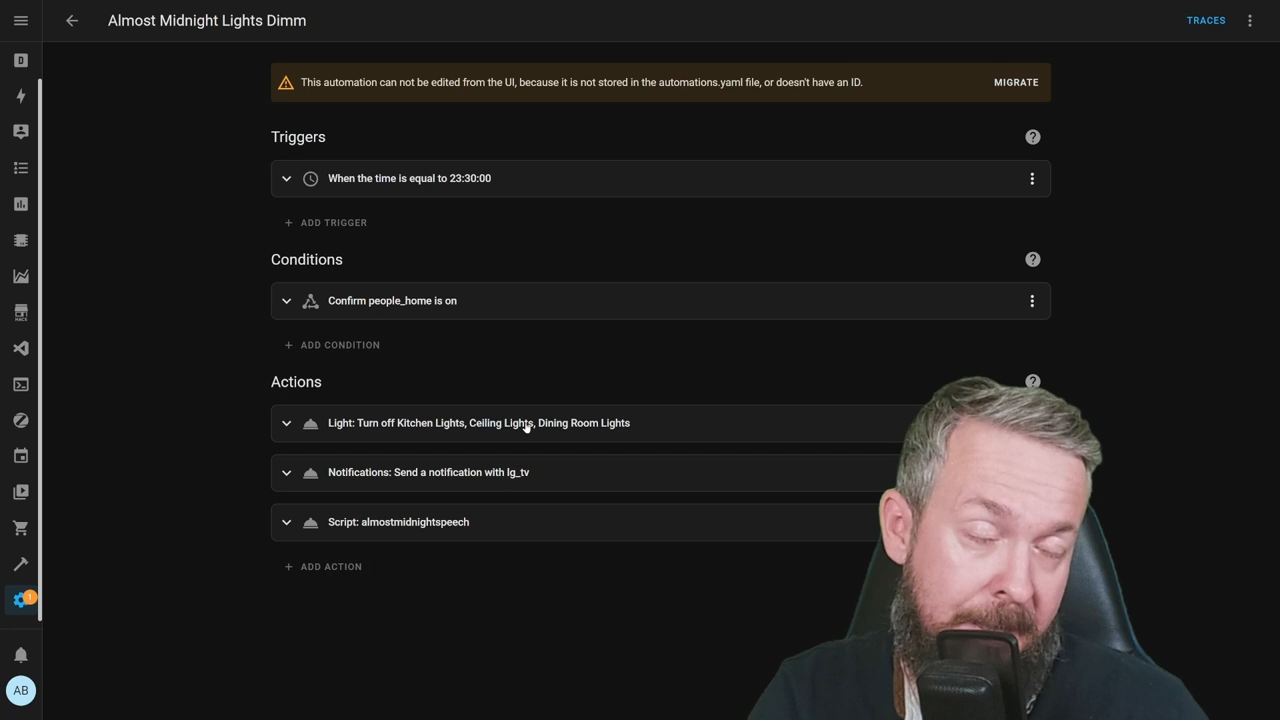 Almost Midnight Lights Dimm
TRACES
D
This automation can not be edited from the UI, because it is not stored in the automations.yaml file, or doesn't have an ID.
MIGRATE
Triggers
When the time is equal to 23:30:00
+ ADD TRIGGER
Conditions
Confirm people_home is on
+ ADD CONDITION
Actions
Light: Turn off Kitchen Lights, Ceiling Lights, Dining Room Lights
Notifications: Send a notification with lg_tv
Script: almostmidnightspeech
+ ADD ACTION
HACS
1
AB